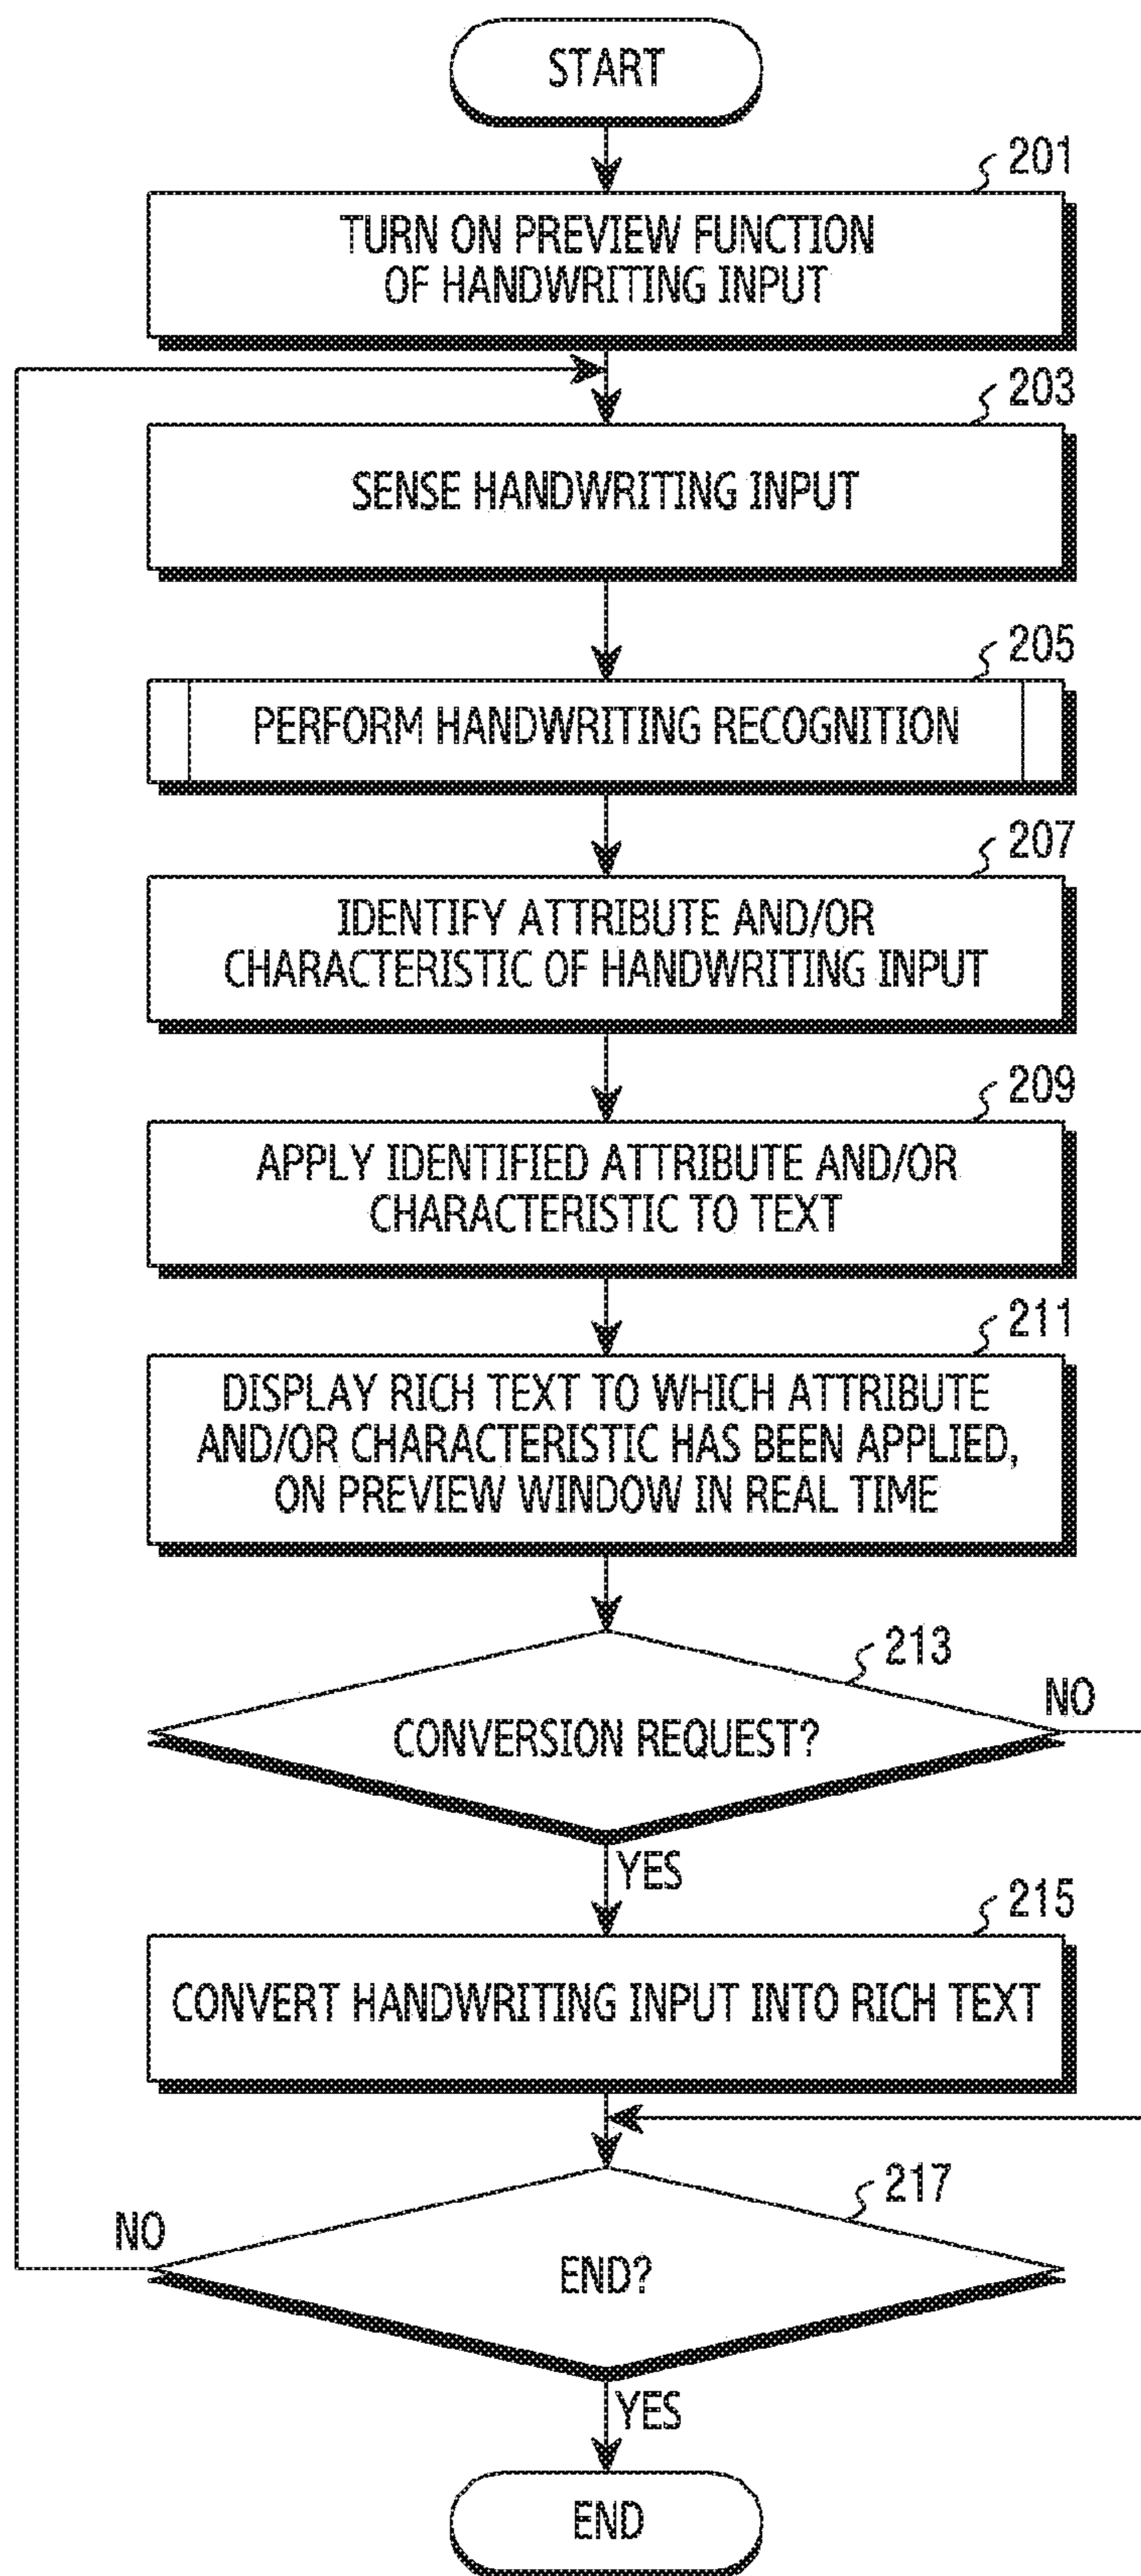 START
201
TURN ON PREVIEW FUNCTION
OF HANDWRITING INPUT
203
SENSE HANDWRITING INPUT
205
PERFORM HANDWRITING RECOGNITION
207
IDENTIFY ATTRIBUTE AND/OR
CHARACTERISTIC OF HANDWRITING INPUT
209
APPLY IDENTIFIED ATTRIBUTE AND/OR
CHARACTERISTIC TO TEXT
211
DISPLAY RICH TEXT TO WHICH ATTRIBUTE
AND/OR CHARACTERISTIC HAS BEEN APPLIED,
ON PREVIEW WINDOW IN REAL TIME
213
NO
CONVERSION REQUEST?
YES
215
CONVERT HANDWRITING INPUT INTO RICH TEXT
217
NO
END?
YES
END